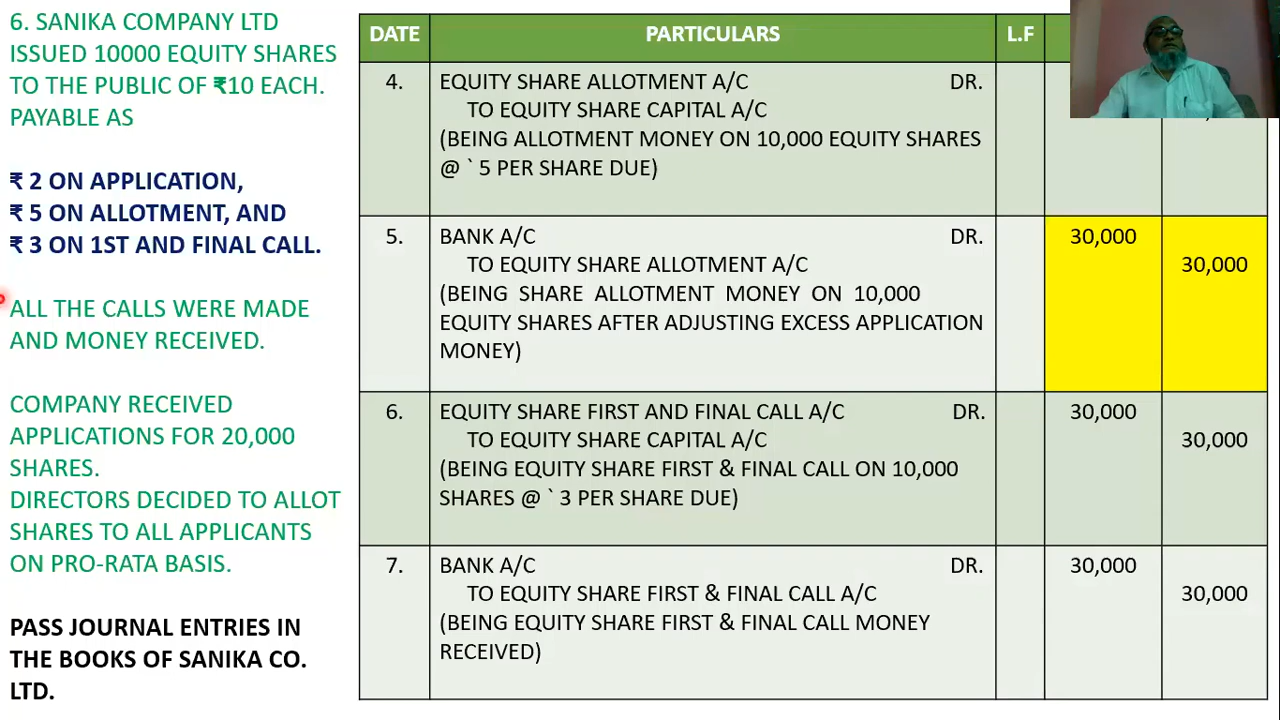 6. SANIKA COMPANY LTD
ISSUED 10000 EQUITY SHARES
TO THE PUBLIC OF ₹10 EACH.
PAYABLE AS
₹ 2 ON APPLICATION,
₹ 5 ON ALLOTMENT, AND
₹ 3 ON 1ST AND FINAL CALL.
ALL THE CALLS WERE MADE
AND MONEY RECEIVED.
COMPANY RECEIVED
APPLICATIONS FOR 20,000
SHARES.
DIRECTORS DECIDED TO ALLOT
SHARES TO ALL APPLICANTS
ON PRO-RATA BASIS.
PASS JOURNAL ENTRIES IN
THE BOOKS OF SANIKA CO.
LTD.
DATE PARTICULARS L.F
4. EQUITY SHARE ALLOTMENT A/C DR.
TO EQUITY SHARE CAPITAL A/C
(BEING ALLOTMENT MONEY ON 10,000 EQUITY SHARES
@ ` 5 PER SHARE DUE)
5. BANK A/C DR. 30,000
TO EQUITY SHARE ALLOTMENT A/C 30,000
(BEING SHARE ALLOTMENT MONEY ON 10,000
EQUITY SHARES AFTER ADJUSTING EXCESS APPLICATION
MONEY)
6. EQUITY SHARE FIRST AND FINAL CALL A/C DR. 30,000
TO EQUITY SHARE CAPITAL A/C 30,000
(BEING EQUITY SHARE FIRST & FINAL CALL ON 10,000
SHARES @ ` 3 PER SHARE DUE)
7. BANK A/C DR. 30,000
TO EQUITY SHARE FIRST & FINAL CALL A/C 30,000
(BEING EQUITY SHARE FIRST & FINAL CALL MONEY
RECEIVED)